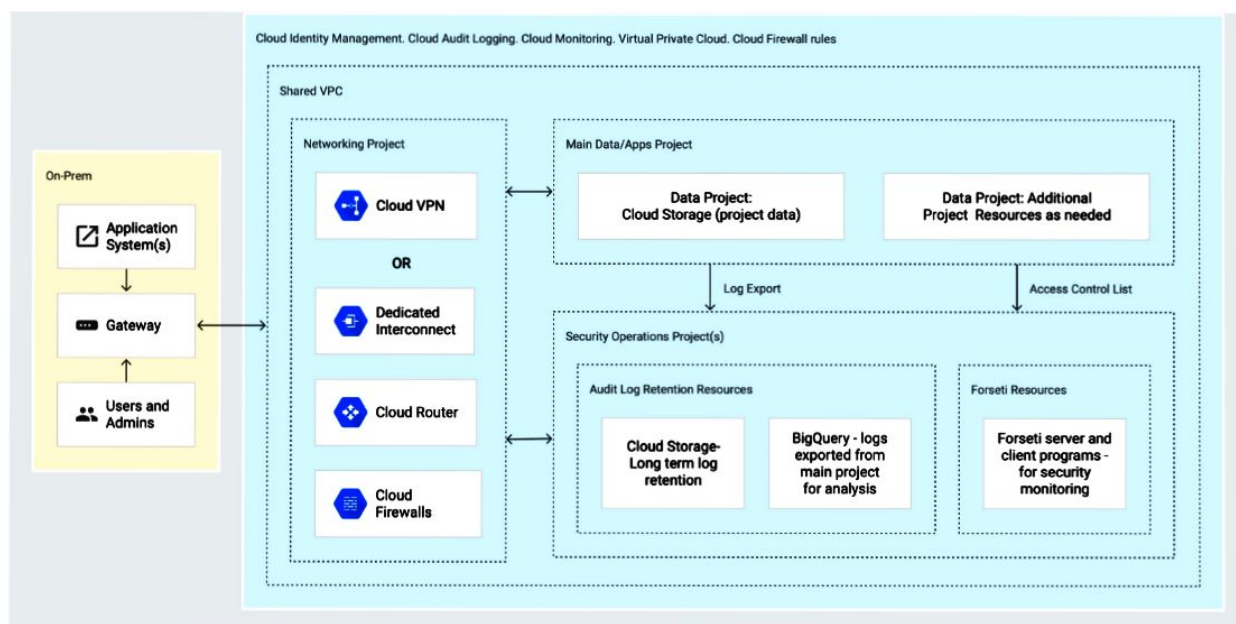 Cloud Identity Management. Cloud Audit Logging. Cloud Monitoring. Virtual Private Cloud. Cloud Firewall rules
Shared VPC
On-Prem
Application
System(s)
Gateway
Users and
Admins
Networking Project
Cloud VPN
OR
Dedicated
Interconnect
Cloud Router
Cloud
Firewalls
Main Data/Apps Project
Data Project:
Cloud Storage (project data)
Data Project: Additional
Project Resources as needed
Log Export
Access Control List
Security Operations Project(s)
Audit Log Retention Resources
Cloud Storage-
Long term log
retention
BigQuery - logs
exported from
main project
for analysis
Forseti Resources
Forseti server and
client programs -
for security
monitoring